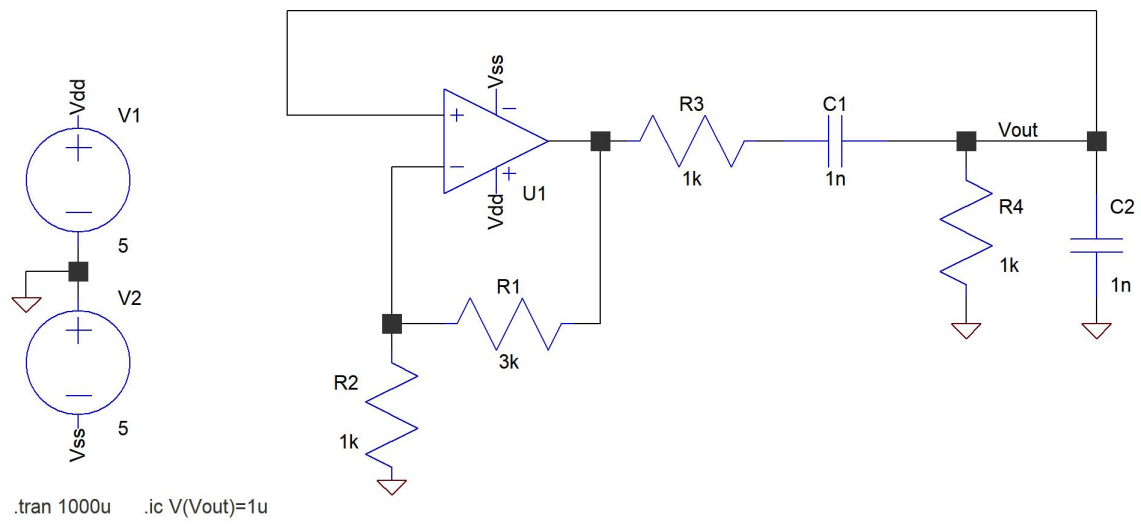 Vdd
V1
5
V2
5
Vss
Vss
+
−
+
−
+
−
+
−
U1
Vdd
R3
1k
C1
1n
Vout
R4
1k
C2
1n
R1
3k
R2
1k
.tran 1000u .ic V(Vout)=1u